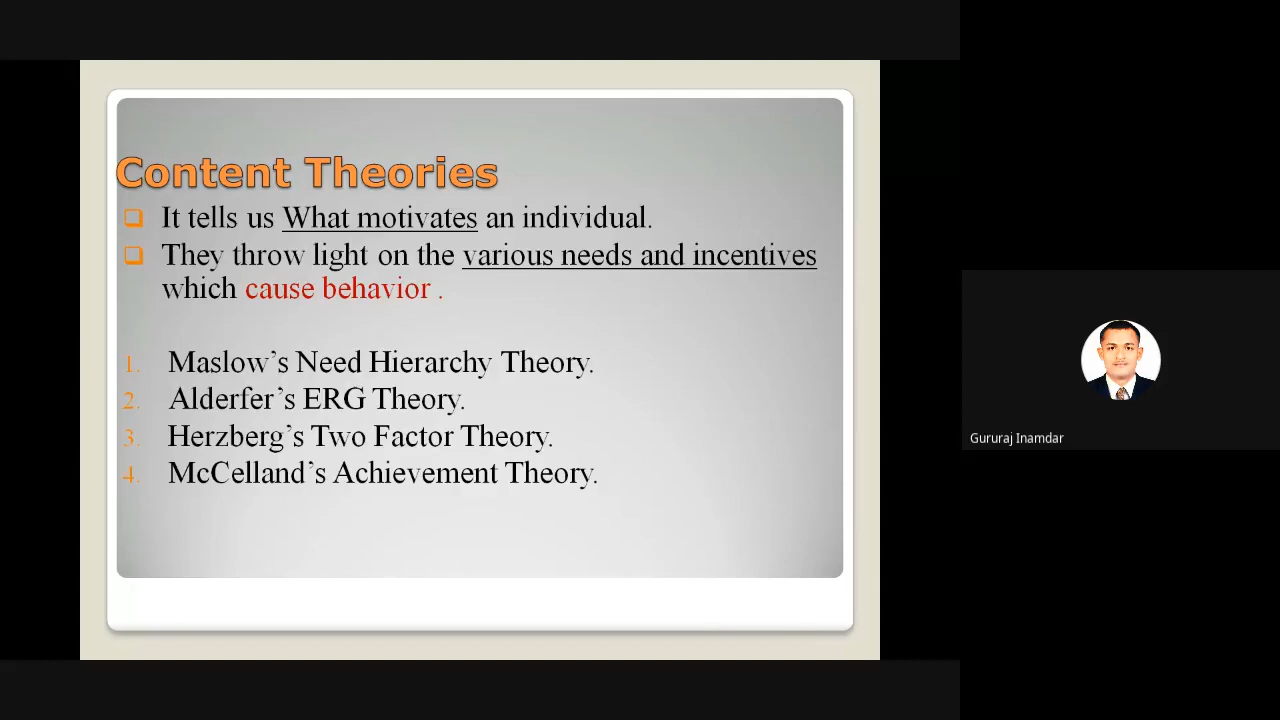 Content Theories
It tells us What motivates an individual.
They throw light on the various needs and incentives
which cause behavior .
1. Maslow's Need Hierarchy Theory.
2. Alderfer's ERG Theory.
3. Herzberg's Two Factor Theory.
4. McCelland's Achievement Theory.
Gururaj Inamdar